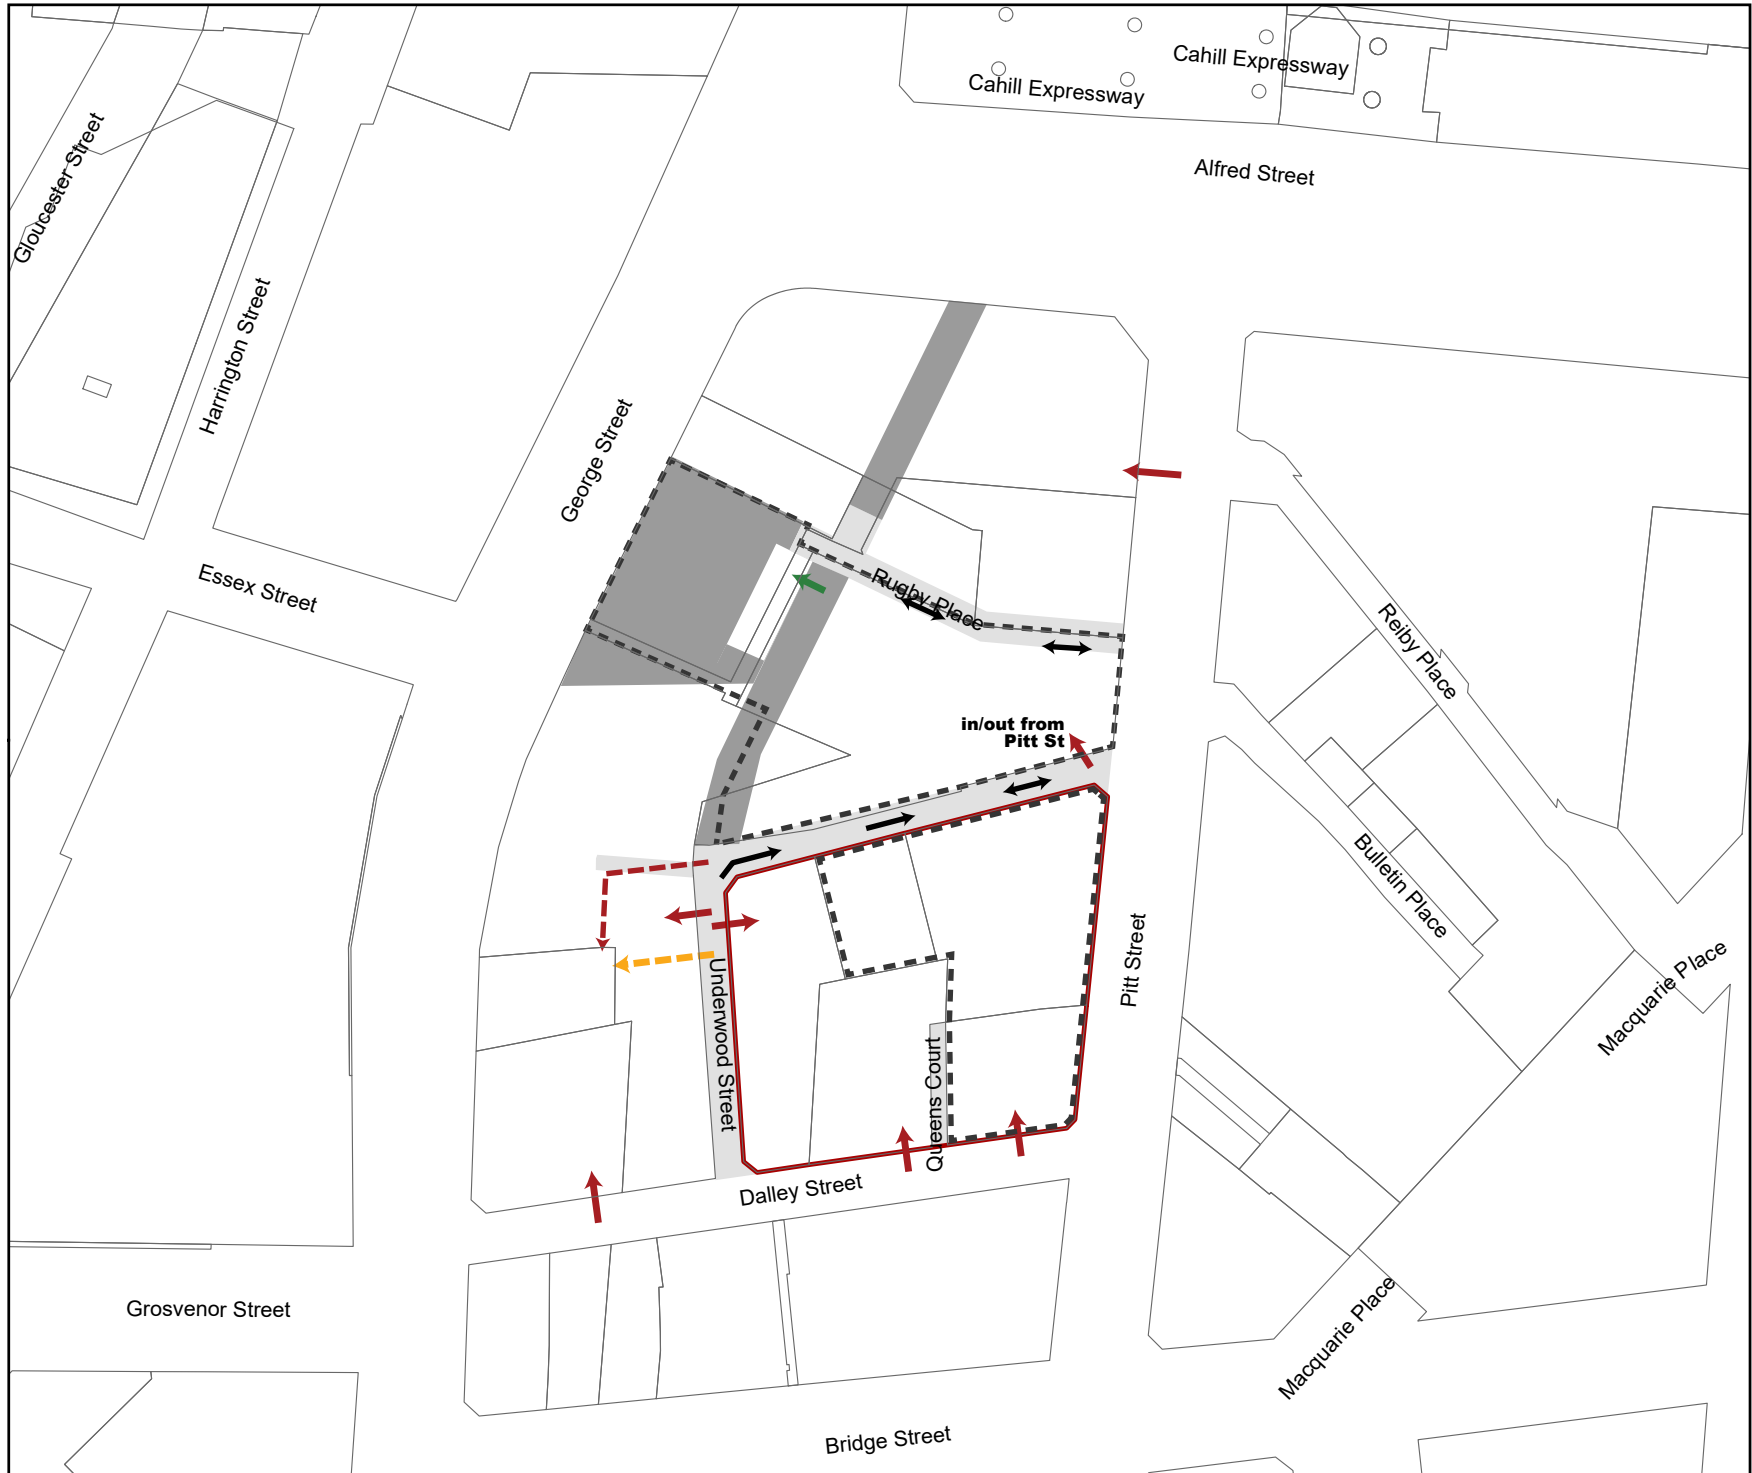 Cahill Expressway
Cahill Expressway
Alfred Street
Gloucester Street
Harrington Street
George Street
Essex Street
Rugby Place
Reiby Place
in/out from
Pitt St
Bulletin Place
Pitt Street
Macquarie Place
Underwood Street
Queens Court
Dalley Street
Grosvenor Street
Macquarie Place
Bridge Street